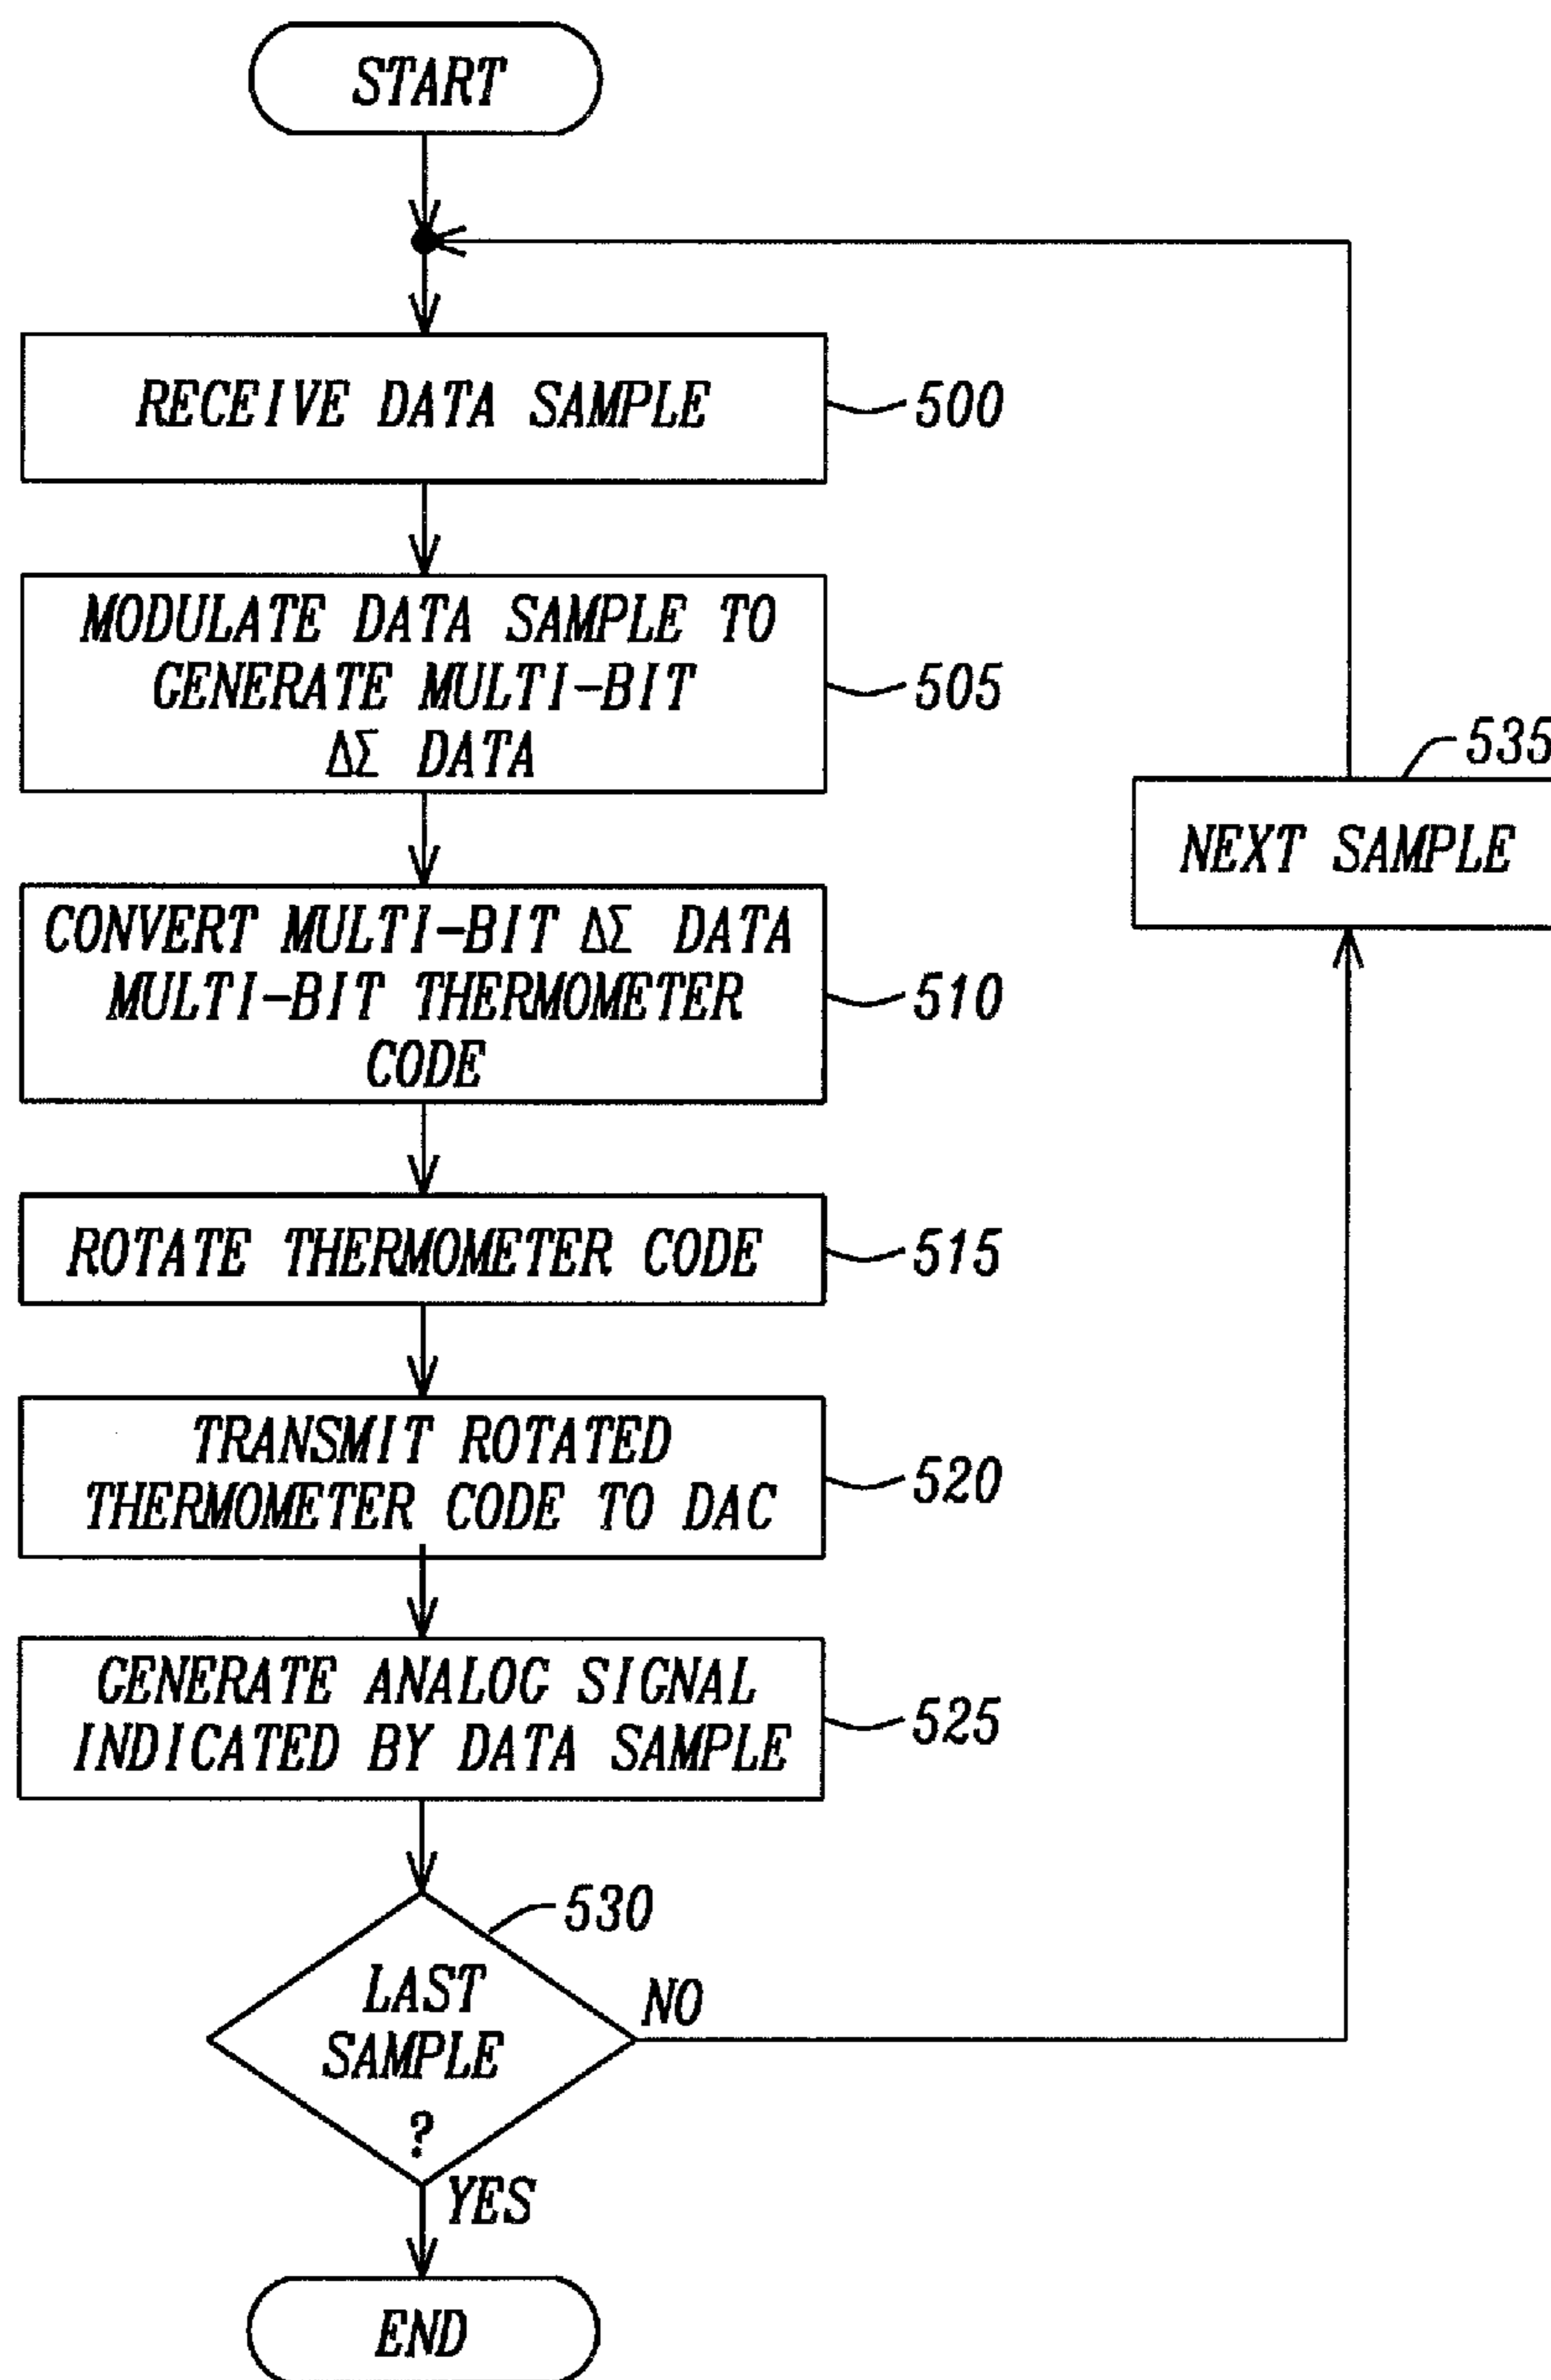 START
RECEIVE DATA SAMPLE
500
MODULATE DATA SAMPLE TO
GENERATE MULTI-BIT
ΔΣ DATA
505
535
NEXT SAMPLE
CONVERT MULTI-BIT ΔΣ DATA
MULTI-BIT THERMOMETER
CODE
510
ROTATE THERMOMETER CODE
515
TRANSMIT ROTATED
THERMOMETER CODE TO DAC
520
GENERATE ANALOG SIGNAL
INDICATED BY DATA SAMPLE
525
530
LAST
SAMPLE
?
NO
YES
END